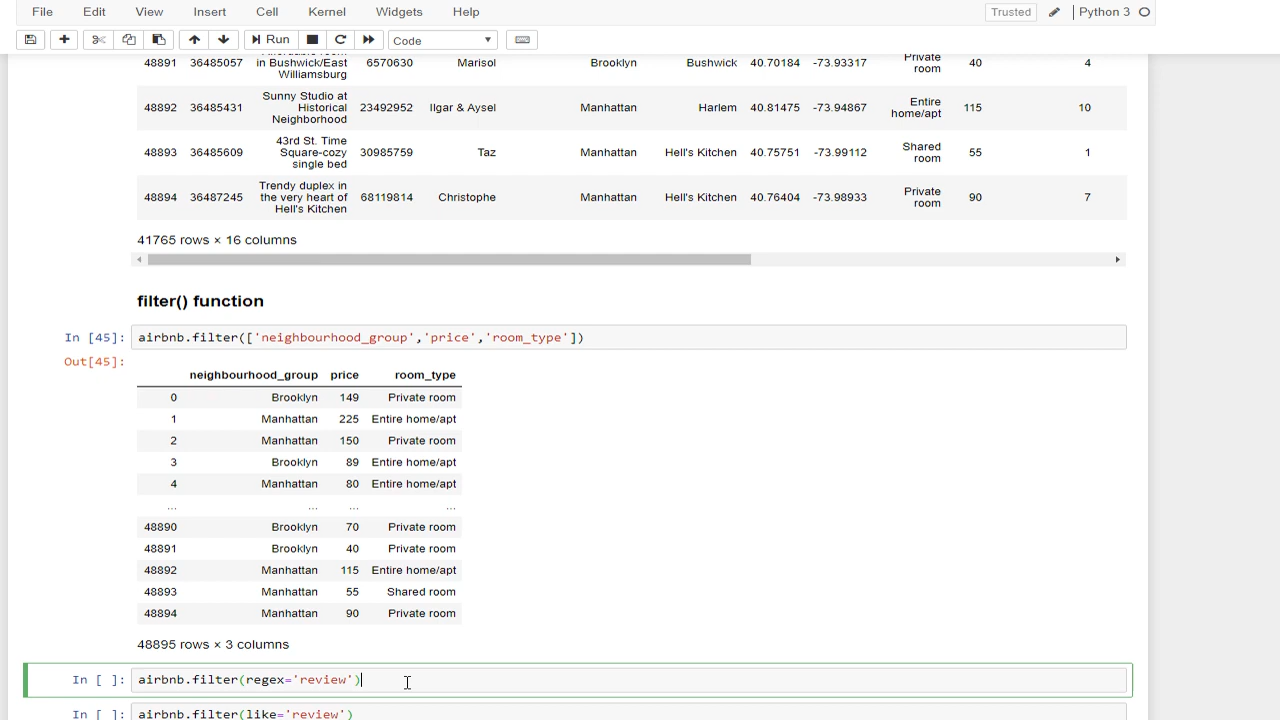 File Edit View Insert Cell Kernel Widgets Help Trusted Python 3
Run Code
in Bushwick/East
48891 36485057 6570630 Marisol Brooklyn Bushwick 40.70184 -73.93317 Private room 40 4
Williamsburg
Sunny Studio at
48892 36485431 Historical 23492952 Ilgar & Aysel Manhattan Harlem 40.81475 -73.94867 Entire home/apt 115 10
Neighborhood
43rd St. Time
48893 36485609 Square-cozy 30985759 Taz Manhattan Hell's Kitchen 40.75751 -73.99112 Shared room 55 1
single bed
Trendy duplex in
48894 36487245 the very heart of 68119814 Christophe Manhattan Hell's Kitchen 40.76404 -73.98933 Private room 90 7
Hell's Kitchen
41765 rows × 16 columns
filter() function
In [45]: airbnb.filter(['neighbourhood_group','price','room_type'])
Out[45]:
neighbourhood_group price room_type
0 Brooklyn 149 Private room
1 Manhattan 225 Entire home/apt
2 Manhattan 150 Private room
3 Brooklyn 89 Entire home/apt
4 Manhattan 80 Entire home/apt
... ... ... ...
48890 Brooklyn 70 Private room
48891 Brooklyn 40 Private room
48892 Manhattan 115 Entire home/apt
48893 Manhattan 55 Shared room
48894 Manhattan 90 Private room
48895 rows × 3 columns
In [ ]: airbnb.filter(regex='review')
In [ ]: airbnb.filter(like='review')